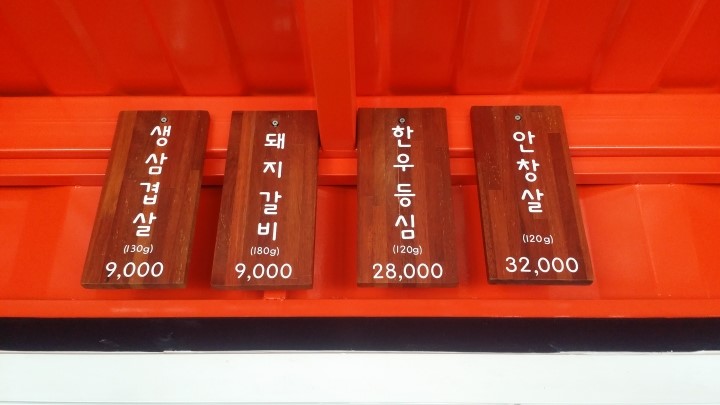 생삼겹살
(130g)
9,000
돼지갈비
(180g)
9,000
한우등심
(120g)
28,000
안창살
(120g)
32,000